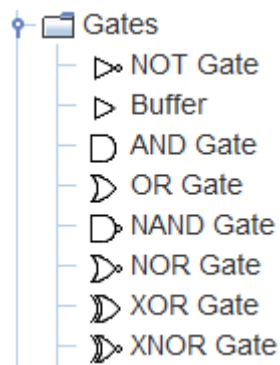 Gates
NOT Gate
Buffer
AND Gate
OR Gate
NAND Gate
NOR Gate
XOR Gate
XNOR Gate